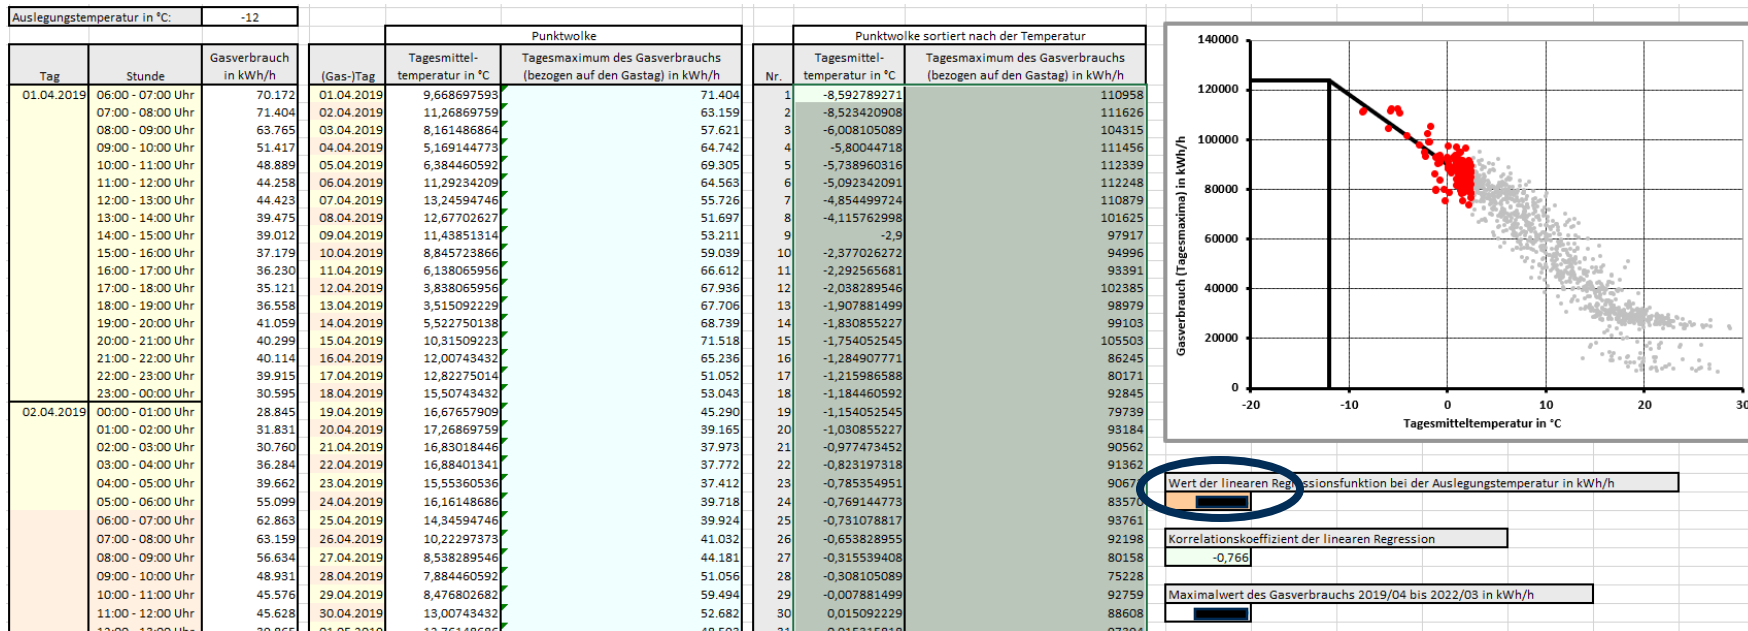 Auslegungstemperatur in °C: -12
Punktwolke Punktwolke sortiert nach der Temperatur
Gasverbrauch Tagesmittel- Tagesmaximum des Gasverbrauchs Tagesmittel- Tagesmaximum des Gasverbrauchs
Tag Stunde in kWh/h (Gas-)Tag temperatur in °C (bezogen auf den Gastag) in kWh/h Nr. temperatur in °C (bezogen auf den Gastag) in kWh/h
01.04.2019 06:00 - 07:00 Uhr 70.172 01.04.2019 9,668697593 71.404 1 -8,592789271 110958
07:00 - 08:00 Uhr 71.404 02.04.2019 11,26869759 63.159 2 -8,523420908 111626
08:00 - 09:00 Uhr 63.765 03.04.2019 8,161486864 57.621 3 -6,008105089 104315
09:00 - 10:00 Uhr 51.417 04.04.2019 5,169144773 64.742 4 -5,80044718 111456
10:00 - 11:00 Uhr 48.889 05.04.2019 6,384460592 69.305 5 -5,738960316 112339
11:00 - 12:00 Uhr 44.258 06.04.2019 11,29234209 64.563 6 -5,092342091 112248
12:00 - 13:00 Uhr 44.423 07.04.2019 13,24594746 55.726 7 -4,854499724 110879
13:00 - 14:00 Uhr 39.475 08.04.2019 12,67702627 51.697 8 -4,115762998 101625
14:00 - 15:00 Uhr 39.012 09.04.2019 11,43851314 53.211 9 -2,9 97917
15:00 - 16:00 Uhr 37.179 10.04.2019 8,845723866 59.039 10 -2,377026272 94996
16:00 - 17:00 Uhr 36.230 11.04.2019 6,138065956 66.612 11 -2,292565681 93391
17:00 - 18:00 Uhr 35.121 12.04.2019 3,838065956 67.936 12 -2,038289546 102385
18:00 - 19:00 Uhr 36.558 13.04.2019 3,515092229 67.706 13 -1,907881499 98979
19:00 - 20:00 Uhr 41.059 14.04.2019 5,522750138 68.739 14 -1,830855227 99103
20:00 - 21:00 Uhr 40.299 15.04.2019 10,31509223 71.518 15 -1,754052545 105503
21:00 - 22:00 Uhr 40.114 16.04.2019 12,00743432 65.236 16 -1,284907771 86245
22:00 - 23:00 Uhr 39.915 17.04.2019 12,82275014 51.052 17 -1,215986588 80171
23:00 - 00:00 Uhr 30.595 18.04.2019 15,50743432 53.043 18 -1,184460592 92845
02.04.2019 00:00 - 01:00 Uhr 28.845 19.04.2019 16,67657909 45.290 19 -1,154052545 79739
01:00 - 02:00 Uhr 31.831 20.04.2019 17,26869759 39.165 20 -1,030855227 93184
02:00 - 03:00 Uhr 30.760 21.04.2019 16,83018446 37.973 21 -0,977473452 90562
03:00 - 04:00 Uhr 36.284 22.04.2019 16,88401341 37.772 22 -0,823197318 91362
04:00 - 05:00 Uhr 39.662 23.04.2019 15,55360536 37.412 23 -0,785354951
05:00 - 06:00 Uhr 55.099 24.04.2019 16,16148686 39.718 24 -0,769144773 83570
06:00 - 07:00 Uhr 62.863 25.04.2019 14,34594746 39.924 25 -0,731078817 93761
07:00 - 08:00 Uhr 63.159 26.04.2019 10,22297373 41.032 26 -0,653828955 92198
08:00 - 09:00 Uhr 56.634 27.04.2019 8,538289546 44.181 27 -0,315539408 80158
09:00 - 10:00 Uhr 48.931 28.04.2019 7,884460592 51.056 28 -0,308105089 75228
10:00 - 11:00 Uhr 45.576 29.04.2019 8,476802682 59.494 29 -0,007881499 92759
11:00 - 12:00 Uhr 45.628 30.04.2019 13,00743432 52.682 30 0,015092229 88608
140000
120000
100000
80000
60000
40000
20000
0
-20 -10 0 10 20 30
Gasverbrauch (Tagesmaxima) in kWh/h
Tagesmitteltemperatur in °C
Wert der linearen Regressionsfunktion bei der Auslegungstemperatur in kWh/h
Korrelationskoeffizient der linearen Regression
-0,766
Maximalwert des Gasverbrauchs 2019/04 bis 2022/03 in kWh/h